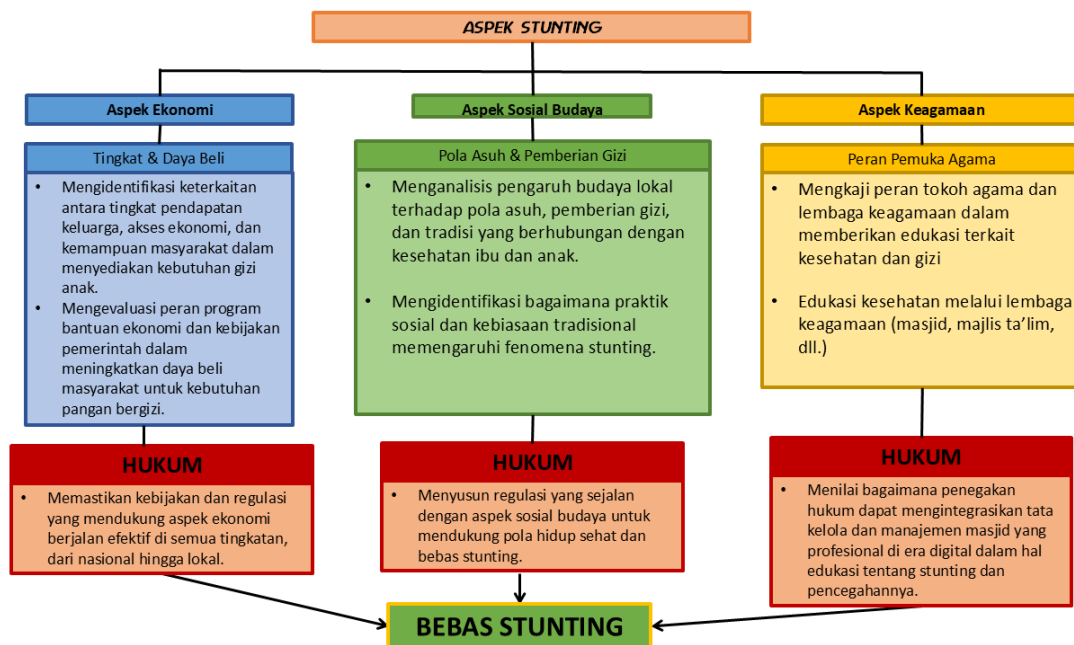 ASPEK STUNTING
Aspek Ekonomi
Tingkat & Daya Beli
• Mengidentifikasi keterkaitan
antara tingkat pendapatan
keluarga, akses ekonomi, dan
kemampuan masyarakat dalam
menyediakan kebutuhan gizi
anak.
• Mengevaluasi peran program
bantuan ekonomi dan kebijakan
pemerintah dalam
meningkatkan daya beli
masyarakat untuk kebutuhan
pangan bergizi.
HUKUM
• Memastikan kebijakan dan regulasi
yang mendukung aspek ekonomi
berjalan efektif di semua tingkatan,
dari nasional hingga lokal.
Aspek Sosial Budaya
Pola Asuh & Pemberian Gizi
• Menganalisis pengaruh budaya lokal
terhadap pola asuh, pemberian gizi,
dan tradisi yang berhubungan dengan
kesehatan ibu dan anak.
• Mengidentifikasi bagaimana praktik
sosial dan kebiasaan tradisional
memengaruhi fenomena stunting.
HUKUM
• Menyusun regulasi yang sejalan
dengan aspek sosial budaya untuk
mendukung pola hidup sehat dan
bebas stunting.
Aspek Keagamaan
Peran Pemuka Agama
• Mengkaji peran tokoh agama dan
lembaga keagamaan dalam
memberikan edukasi terkait
kesehatan dan gizi
• Edukasi kesehatan melalui lembaga
keagamaan (masjid, majlis ta’lim,
dll.)
HUKUM
• Menilai bagaimana penegakan
hukum dapat mengintegrasikan tata
kelola dan manajemen masjid yang
profesional di era digital dalam hal
edukasi tentang stunting dan
pencegahannya.
BEBAS STUNTING